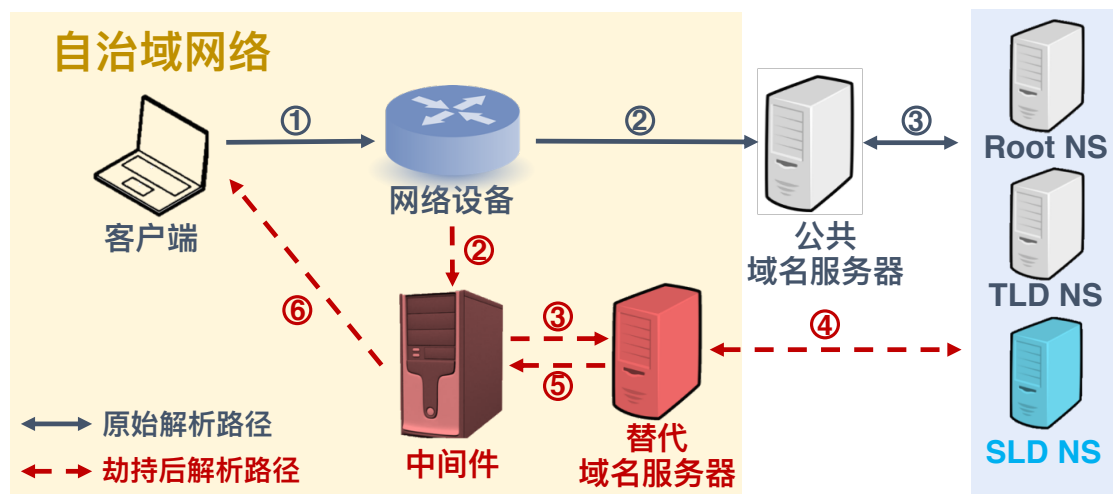 自治域网络
①
②
③
Root NS
网络设备
客户端
公共
域名服务器
②
TLD NS
⑥
③
④
⑤
原始解析路径
劫持后解析路径
中间件
替代
域名服务器
SLD NS